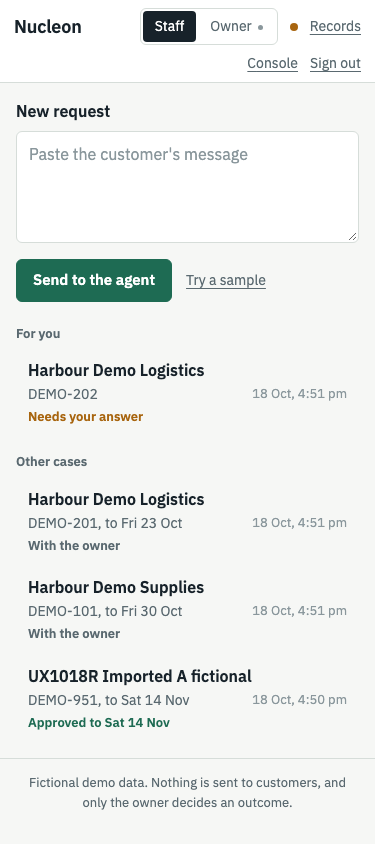 Nucleon
Staff
Owner
Records
Console
Sign out
New request
Paste the customer's message
Send to the agent
Try a sample
For you
Harbour Demo Logistics
DEMO-202
18 Oct, 4:51 pm
Needs your answer
Other cases
Harbour Demo Logistics
DEMO-201, to Fri 23 Oct
18 Oct, 4:51 pm
With the owner
Harbour Demo Supplies
DEMO-101, to Fri 30 Oct
18 Oct, 4:51 pm
With the owner
UX1018R Imported A fictional
DEMO-951, to Sat 14 Nov
18 Oct, 4:50 pm
Approved to Sat 14 Nov
Fictional demo data. Nothing is sent to customers, and
only the owner decides an outcome.